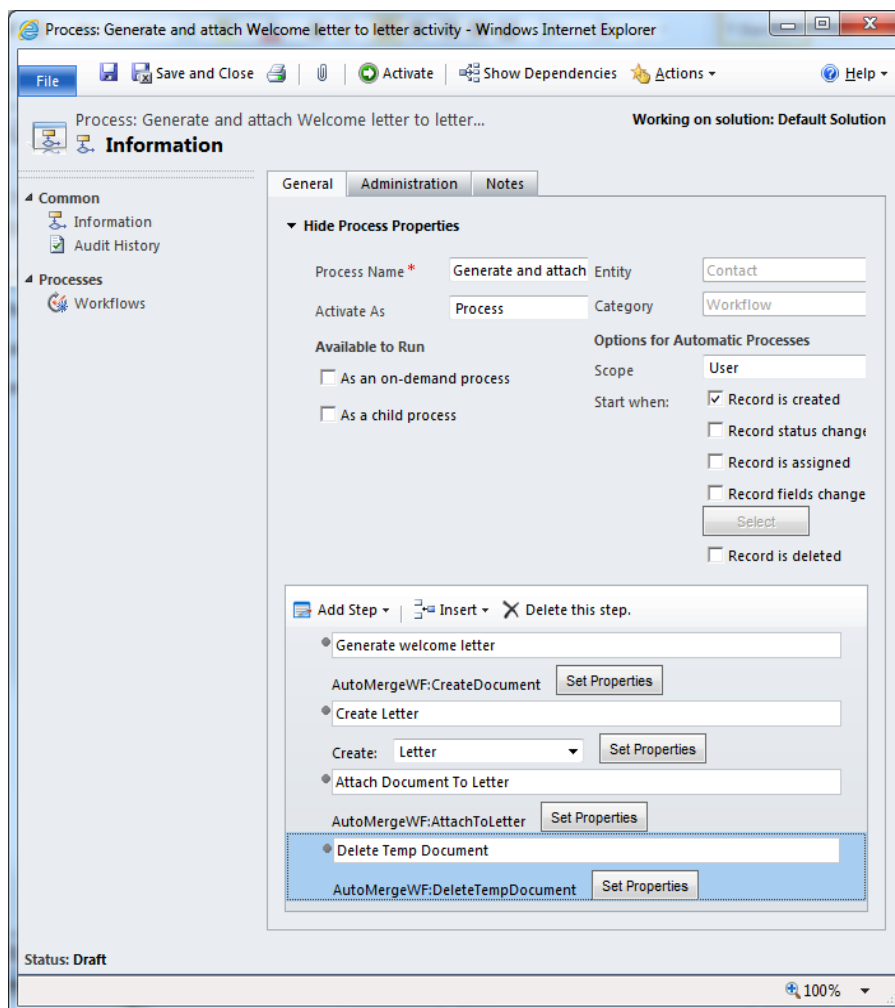 Process: Generate and attach Welcome letter to letter activity - Windows Internet Explorer
File Save and Close Activate Show Dependencies Actions Help
Process: Generate and attach Welcome letter to letter... Working on solution: Default Solution
Information
General Administration Notes
Common
Information
Audit History
Processes
Workflows
Hide Process Properties
Process Name * Generate and attach Entity Contact
Activate As Process Category Workflow
Available to Run Options for Automatic Processes
Scope User
As an on-demand process
Start when: Record is created
As a child process
Record status change
Record is assigned
Record fields change
Select
Record is deleted
Add Step Insert Delete this step.
Generate welcome letter
AutoMergeWF:CreateDocument Set Properties
Create Letter
Create: Letter Set Properties
Attach Document To Letter
AutoMergeWF:AttachToLetter Set Properties
Delete Temp Document
AutoMergeWF:DeleteTempDocument Set Properties
Status: Draft
100%